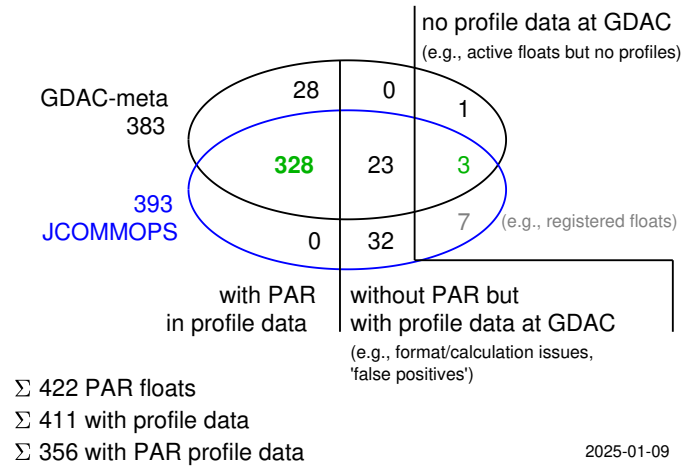 no profile data at GDAC
(e.g., active floats but no profiles)
28
0
1
GDAC-meta
383
328
23
3
393
JCOMMOPS
7
(e.g., registered floats)
0
32
with PAR
in profile data
without PAR but
with profile data at GDAC
(e.g., format/calculation issues,
'false positives')
Σ 422 PAR floats
Σ 411 with profile data
Σ 356 with PAR profile data
2025-01-09